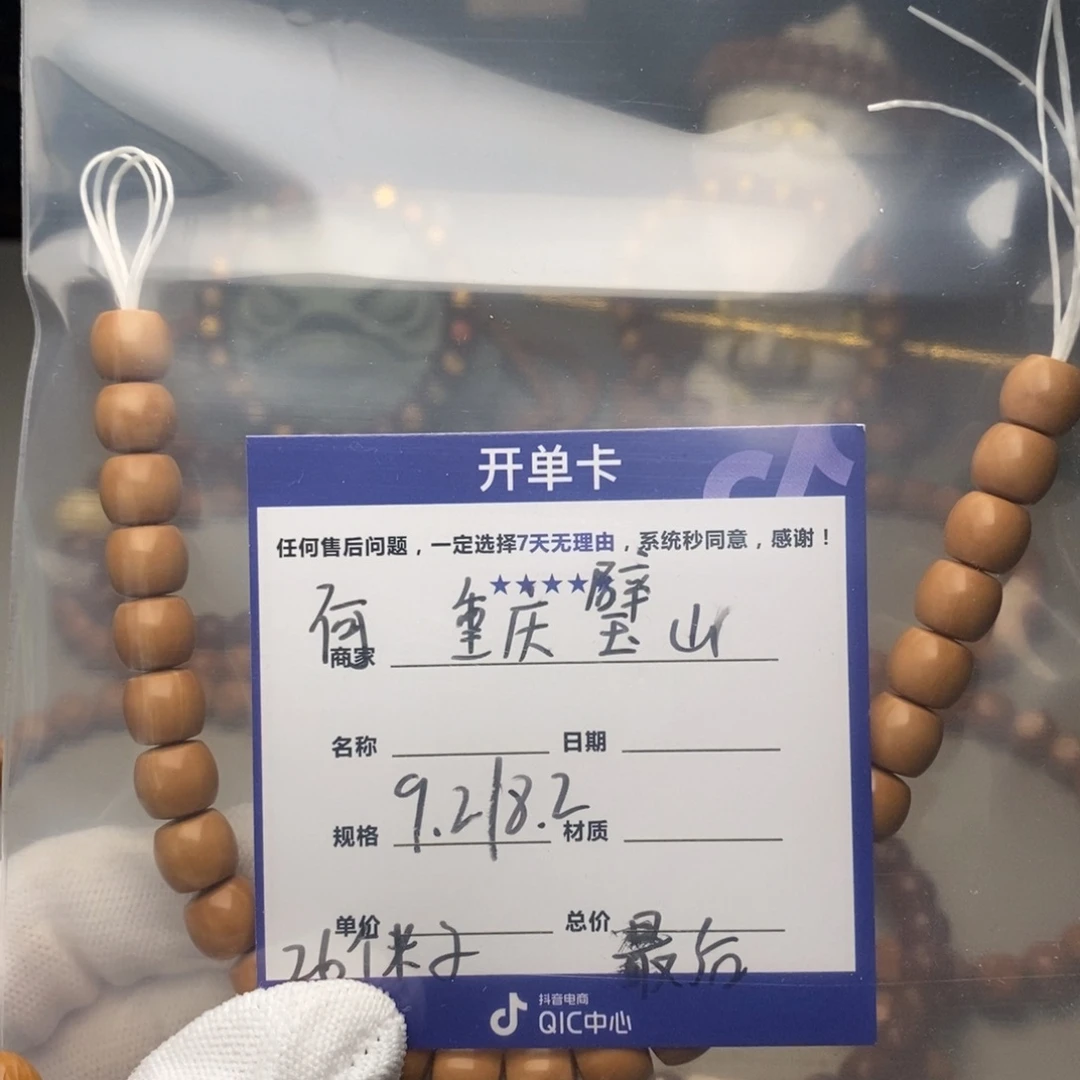 开单卡
任何售后问题，一定选择7天无理由，系统秒同意，感谢！
★★★★
何 重庆 璧山
商家
名称 日期
9.2/8.2
规格 材质
单价 总价
26个米子 最后
抖音电商
QIC中心